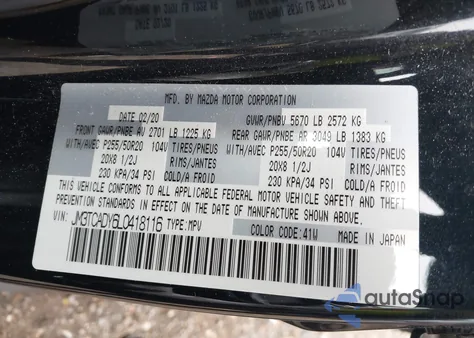 MFD. BY MAZDA MOTOR CORPORATION
DATE 02/20 GVWR/PNBV 5670 LB 2572 KG
FRONT GAWR/PNBE AV 2701 LB 1225 KG REAR GAWR/PNBE AR 3049 LB 1383 KG
WITH/AVEC P255/50R20 104V TIRES/PNEUS WITH/AVEC P255/50R20 104V TIRES/PNEUS
20X8 1/2J RIMS/JANTES 20X8 1/2J RIMS/JANTES
230 KPA/34 PSI COLD/A FROID 230 KPA/34 PSI COLD/A FROID
THIS VEHICLE CONFORMS TO ALL APPLICABLE FEDERAL MOTOR VEHICLE SAFETY AND
THEFT PREVENTION STANDARDS IN EFFECT ON THE DATE OF MANUFACTURE SHOWN ABOVE.
VIN: JM3TCADY6L0418116 TYPE: MPV
COLOR CODE: 41W MADE IN JAPAN
autoSnap